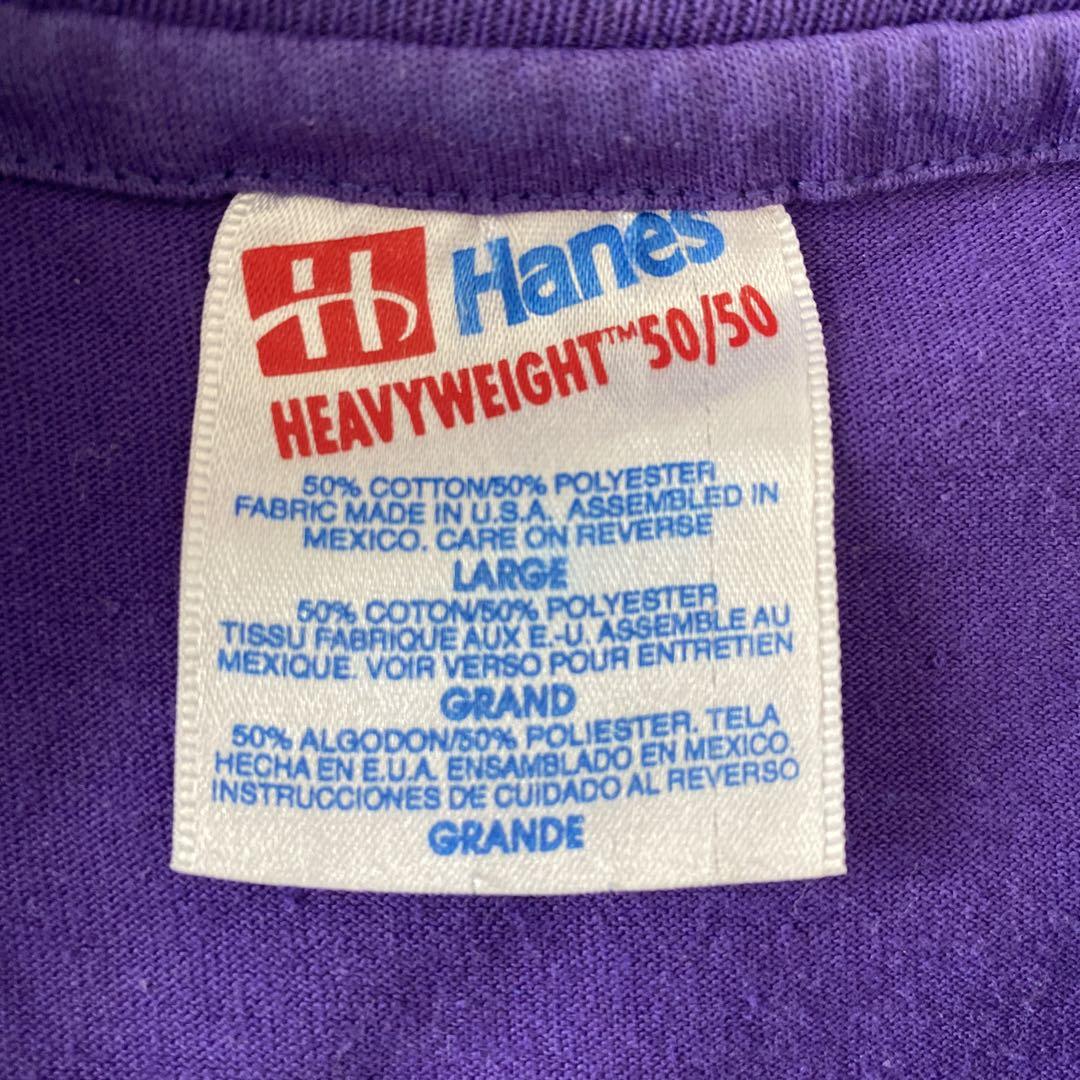 Hanes
HEAVYWEIGHT™ 50/50
50% COTTON/50% POLYESTER
FABRIC MADE IN U.S.A. ASSEMBLED IN
MEXICO. CARE ON REVERSE
LARGE
50% COTON/50% POLYESTER
TISSU FABRIQUE AUX E.-U. ASSEMBLE AU
MEXIQUE. VOIR VERSO POUR ENTRETIEN
GRAND
50% ALGODON/50% POLIESTER. TELA
HECHA EN E.U.A. ENSAMBLADO EN MEXICO.
INSTRUCCIONES DE CUIDADO AL REVERSO
GRANDE